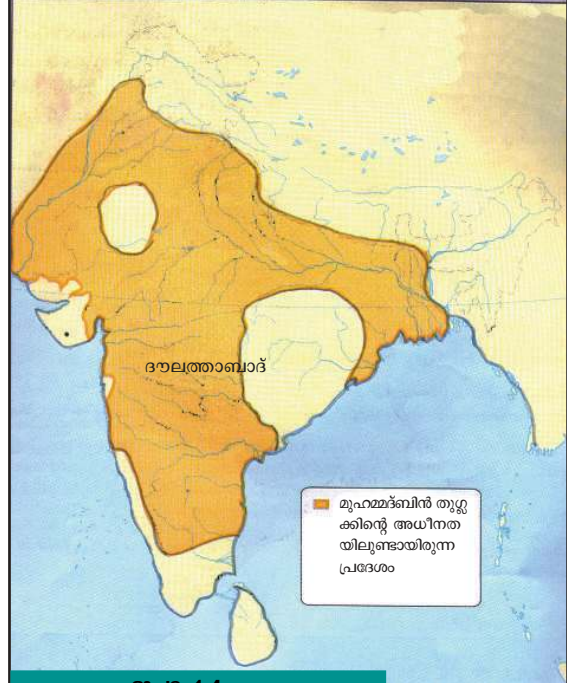 ദൗലത്താബാദ്
മുഹമ്മദ്ബിൻ തുഗ്ല
ക്കിന്റെ അധീനത
യിലുണ്ടായിരുന്ന
പ്രദേശം